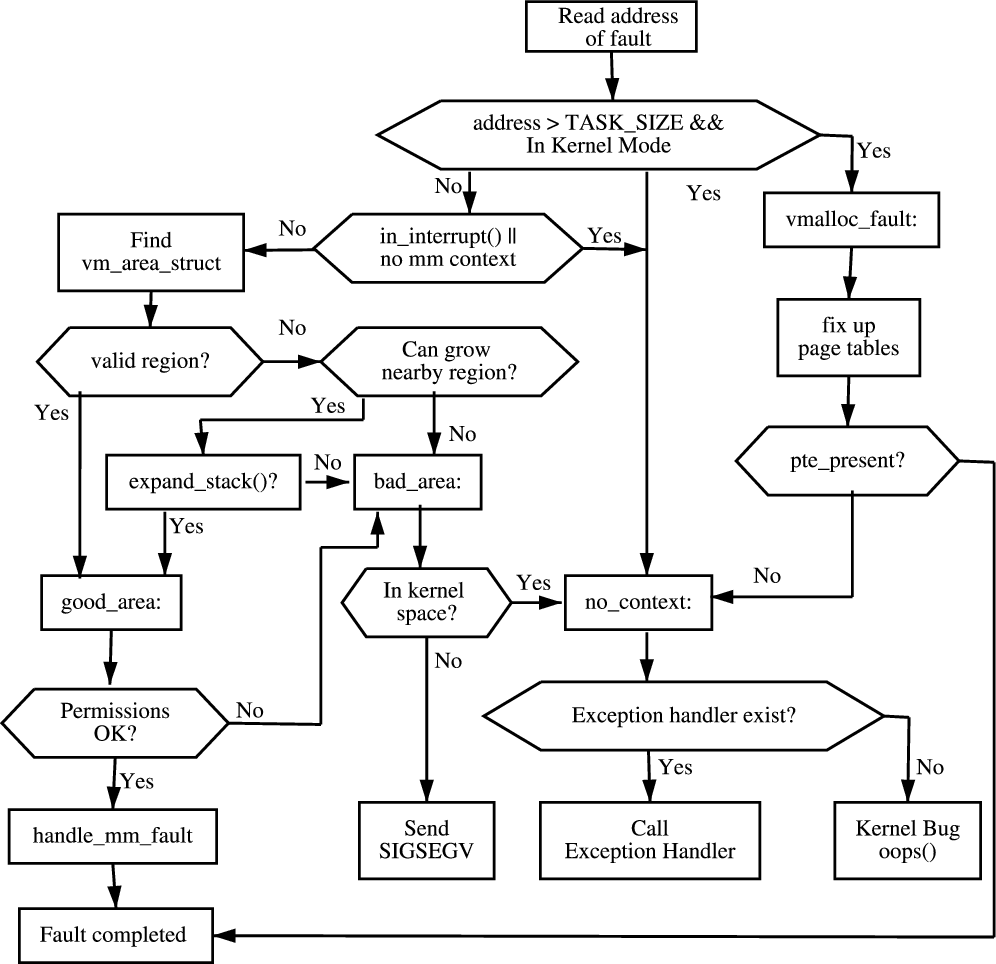 Read address
of fault
address > TASK_SIZE &&
In Kernel Mode
Yes
No
Yes
vmalloc_fault:
Find
vm_area_struct
No
in_interrupt() ||
no mm context
Yes
fix up
page tables
valid region?
No
Can grow
nearby region?
Yes
Yes
No
pte_present?
expand_stack()?
No
bad_area:
Yes
No
good_area:
In kernel
space?
Yes
no_context:
No
Permissions
OK?
No
Exception handler exist?
Yes
Yes
No
handle_mm_fault
Send
SIGSEGV
Call
Exception Handler
Kernel Bug
oops()
Fault completed